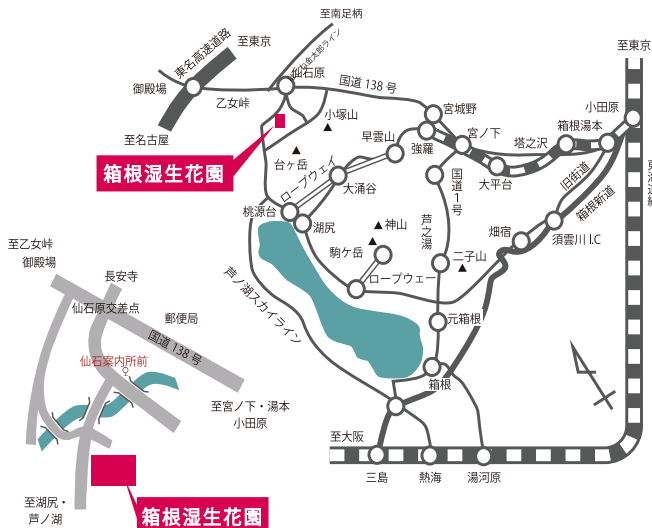 至南足柄
至東京
至東京
東名高速道路
御殿場
仙石原
国道 138 号
乙女峠
至名古屋
小塚山
宮城野
小田原
箱根湯本
早雲山
強羅
宮ノ下
塔之沢
台ヶ岳
大平台
箱根湿生花園
ロープウェイ
大涌谷
国道1号
旧街道
箱根新道
桃源台
湖尻
神山
芦之湯
畑宿
須雲川 I.C
駒ケ岳
二子山
ロープウェー
芦ノ湖スカイライン
元箱根
箱根
至大阪
三島
熱海
湯河原
至乙女峠
御殿場
長安寺
仙石原交差点
郵便局
国道 138 号
仙石案内所前
至宮ノ下・湯本
小田原
至湖尻・
芦ノ湖
箱根湿生花園